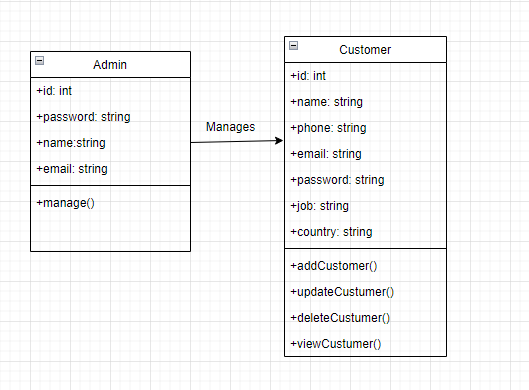 Admin
+id: int
+password: string
+name:string
+email: string
+manage()
Manages
Customer
+id: int
+name: string
+phone: string
+email: string
+password: string
+job: string
+country: string
+addCustomer()
+updateCustumer()
+deleteCustumer()
+viewCustumer()